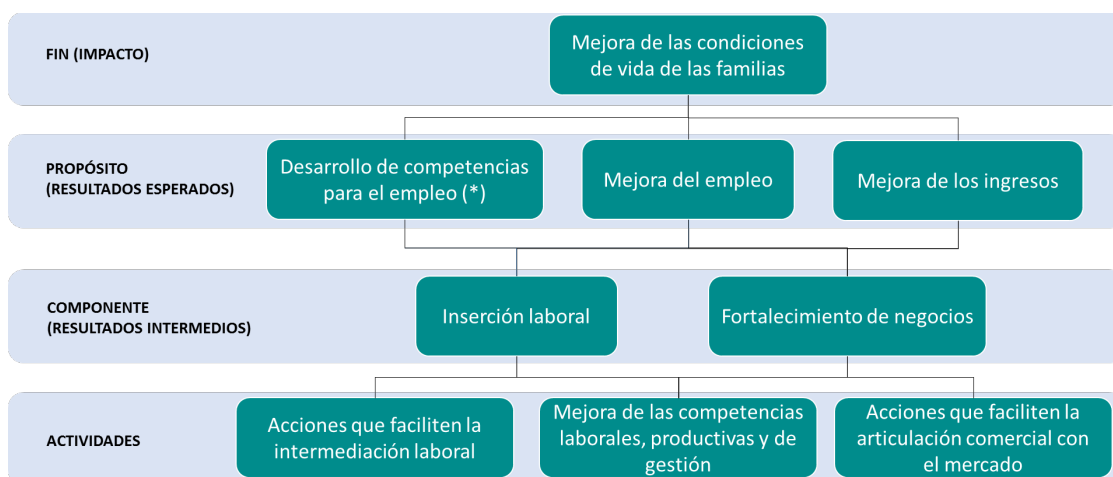 FIN (IMPACTO)
Mejora de las condiciones
de vida de las familias
PROPÓSITO
(RESULTADOS ESPERADOS)
Desarrollo de competencias
para el empleo (*)
Mejora del empleo
Mejora de los ingresos
COMPONENTE
(RESULTADOS INTERMEDIOS)
Inserción laboral
Fortalecimiento de negocios
ACTIVIDADES
Acciones que faciliten la
intermediación laboral
Mejora de las competencias
laborales, productivas y de
gestión
Acciones que faciliten la
articulación comercial con
el mercado